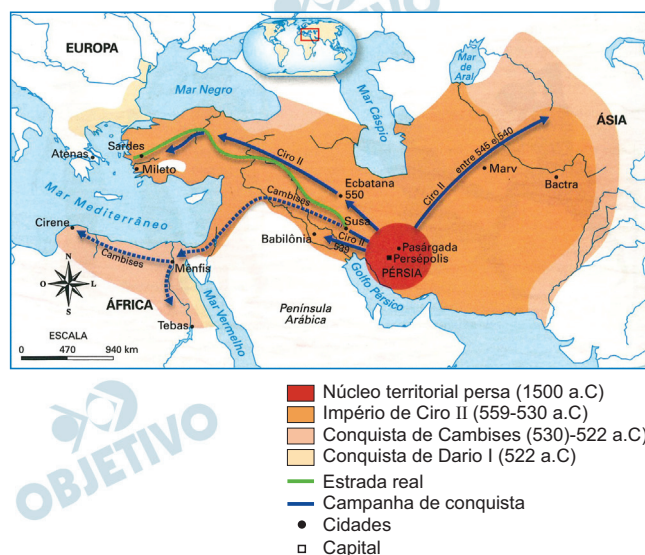 EUROPA
Mar Negro
Mar
de
Aral
Mar Cáspio
ÁSIA
Atenas
Sardes
Mileto
Ciro II
Ciro II
entre 545 e 540
Marv
Bactra
Ecbatana
550
Mar Mediterrâneo
Cambises
Susa
Cirene
Cambises
Babilônia
Ciro II
539
Pasárgada
Persépolis
PÉRSIA
Mênfis
N
O
L
S
ÁFRICA
Mar Vermelho
Golfo Pérsico
Península
Arábica
Tebas
ESCALA
0 470 940 km
OBJETIVO
Núcleo territorial persa (1500 a.C)
Império de Ciro II (559-530 a.C)
Conquista de Cambises (530)-522 a.C)
Conquista de Dario I (522 a.C)
Estrada real
Campanha de conquista
Cidades
Capital